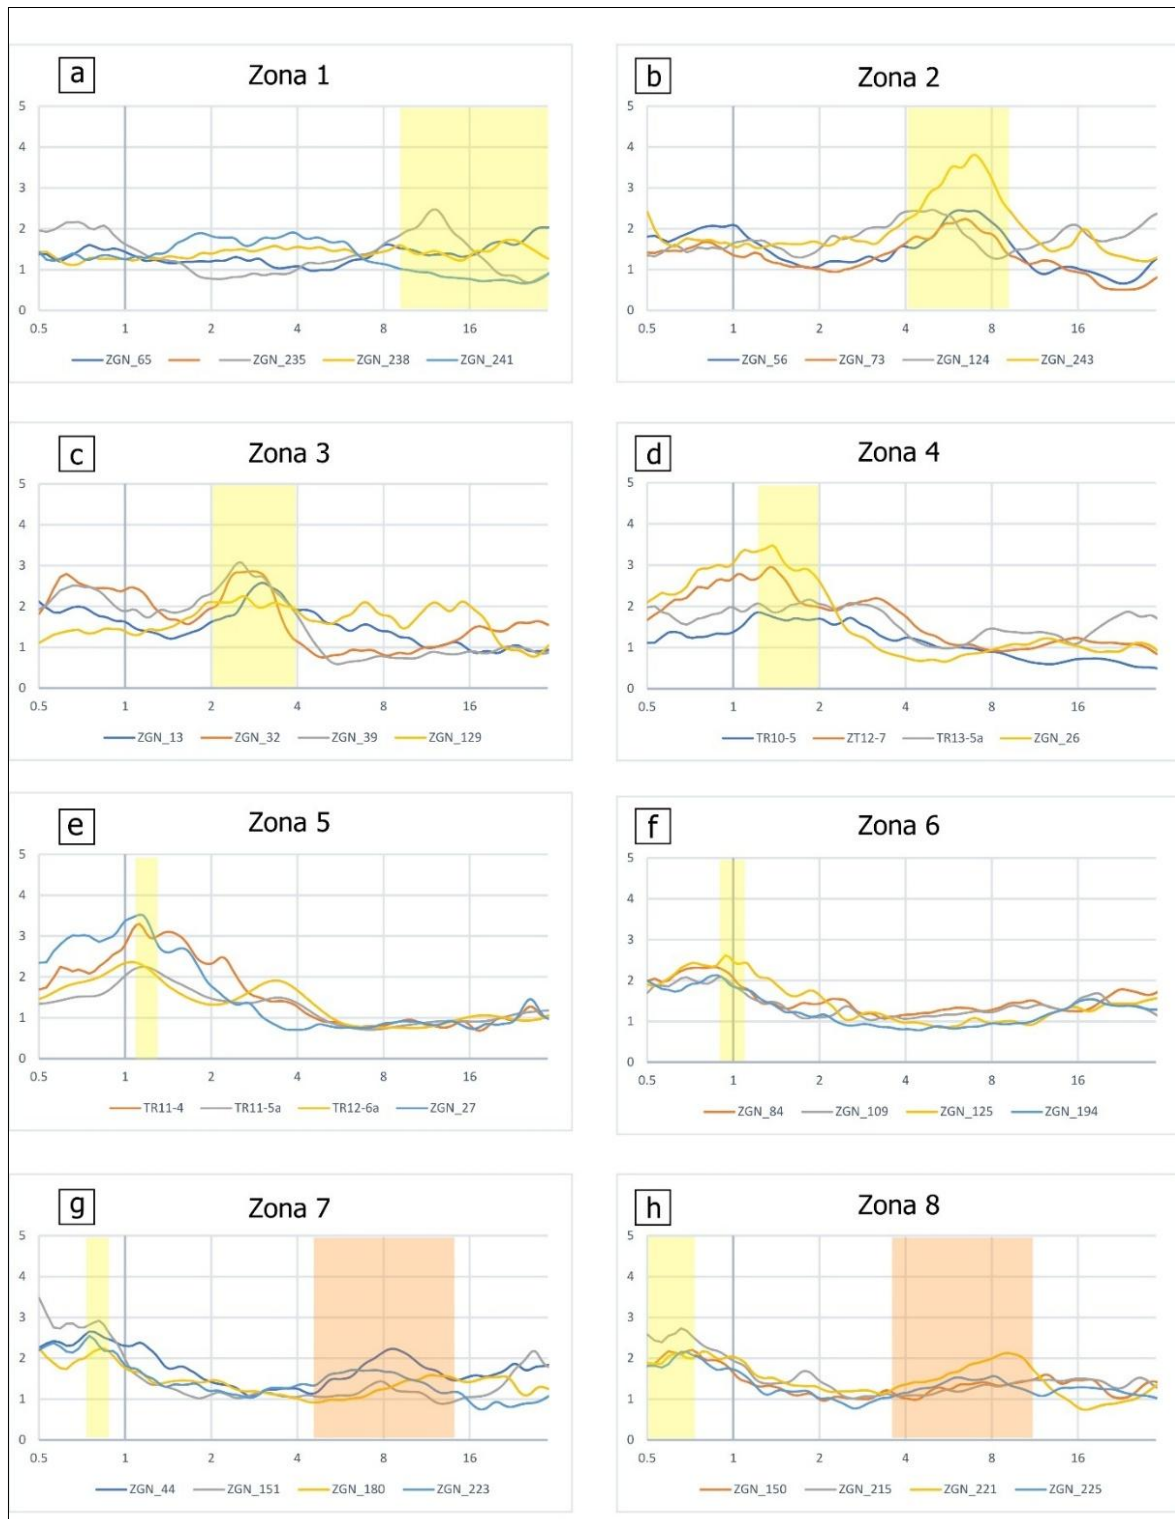 a Zona 1
5
4
3
2
1
0
0.5 1 2 4 8 16
ZGN_65 ZGN_235 ZGN_238 ZGN_241
b Zona 2
5
4
3
2
1
0
0.5 1 2 4 8 16
ZGN_56 ZGN_73 ZGN_124 ZGN_243
c Zona 3
5
4
3
2
1
0
0.5 1 2 4 8 16
ZGN_13 ZGN_32 ZGN_39 ZGN_129
d Zona 4
5
4
3
2
1
0
0.5 1 2 4 8 16
TR10-5 ZT12-7 TR13-5a ZGN_26
e Zona 5
5
4
3
2
1
0
0.5 1 2 4 8 16
TR11-4 TR11-5a TR12-6a ZGN_27
f Zona 6
5
4
3
2
1
0
0.5 1 2 4 8 16
ZGN_84 ZGN_109 ZGN_125 ZGN_194
g Zona 7
5
4
3
2
1
0
0.5 1 2 4 8 16
ZGN_44 ZGN_151 ZGN_180 ZGN_223
h Zona 8
5
4
3
2
1
0
0.5 1 2 4 8 16
ZGN_150 ZGN_215 ZGN_221 ZGN_225